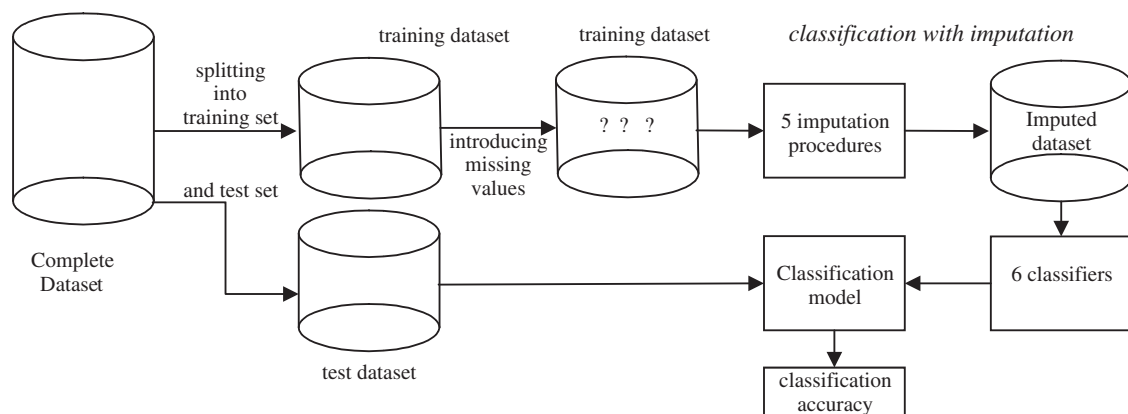 training dataset
training dataset
classification with imputation
splitting
into
training set
? ? ?
introducing
missing
values
5 imputation
procedures
Imputed
dataset
and test set
Complete
Dataset
Classification
model
6 classifiers
test dataset
classification
accuracy